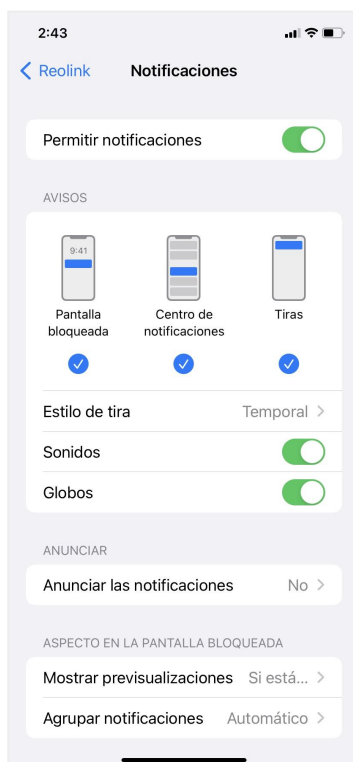 2:43
Reolink Notificaciones
Permitir notificaciones
AVISOS
9:41
Pantalla bloqueada
Centro de notificaciones
Tiras
Estilo de tira Temporal
Sonidos
Globos
ANUNCIAR
Anunciar las notificaciones No
ASPECTO EN LA PANTALLA BLOQUEADA
Mostrar previsualizaciones Si está...
Agrupar notificaciones Automático